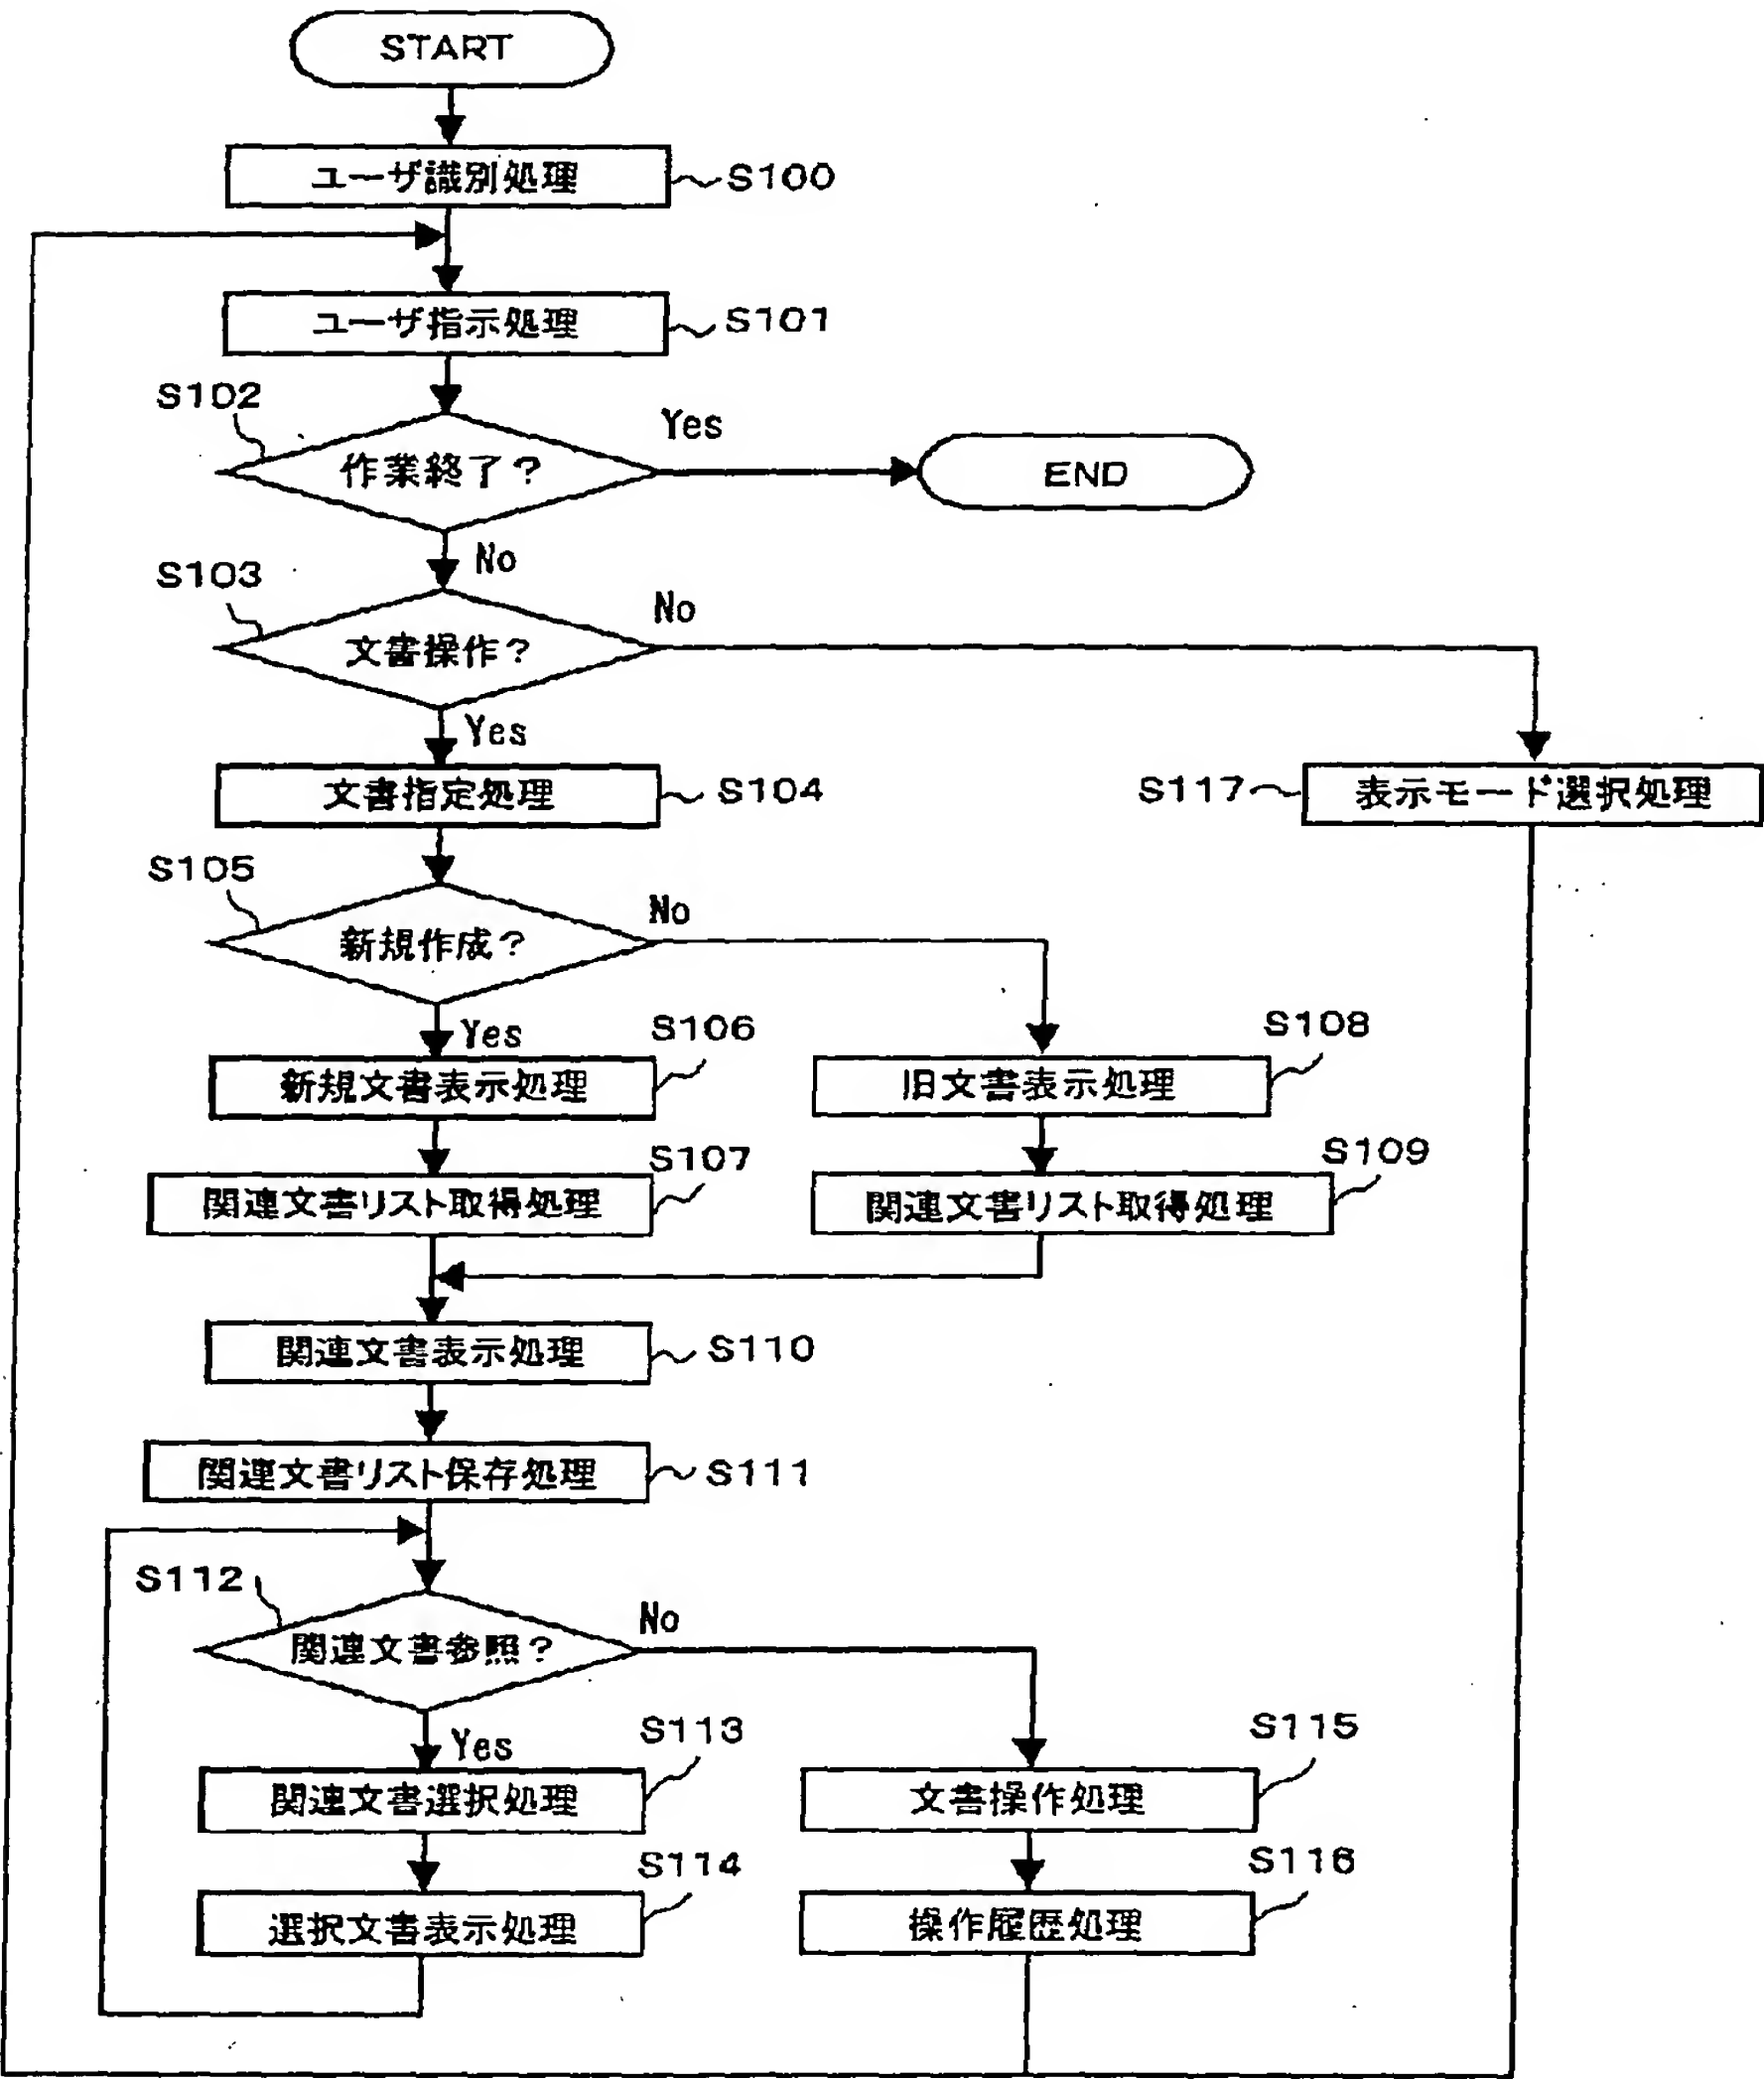 START
ユーザ識別処理 S100
ユーザ指示処理 S101
S102
作業終了? Yes
END
No
S103
文書操作? No
Yes
文書指定処理 S104
S117 表示モード選択処理
S105
新規作成? No
Yes
新規文書表示処理 S106
旧文書表示処理 S108
関連文書リスト取得処理 S107
関連文書リスト取得処理 S109
関連文書表示処理 S110
関連文書リスト保存処理 S111
S112
関連文書参照? No
Yes
関連文書選択処理 S113
文書操作処理 S115
選択文書表示処理 S114
操作履歴処理 S116